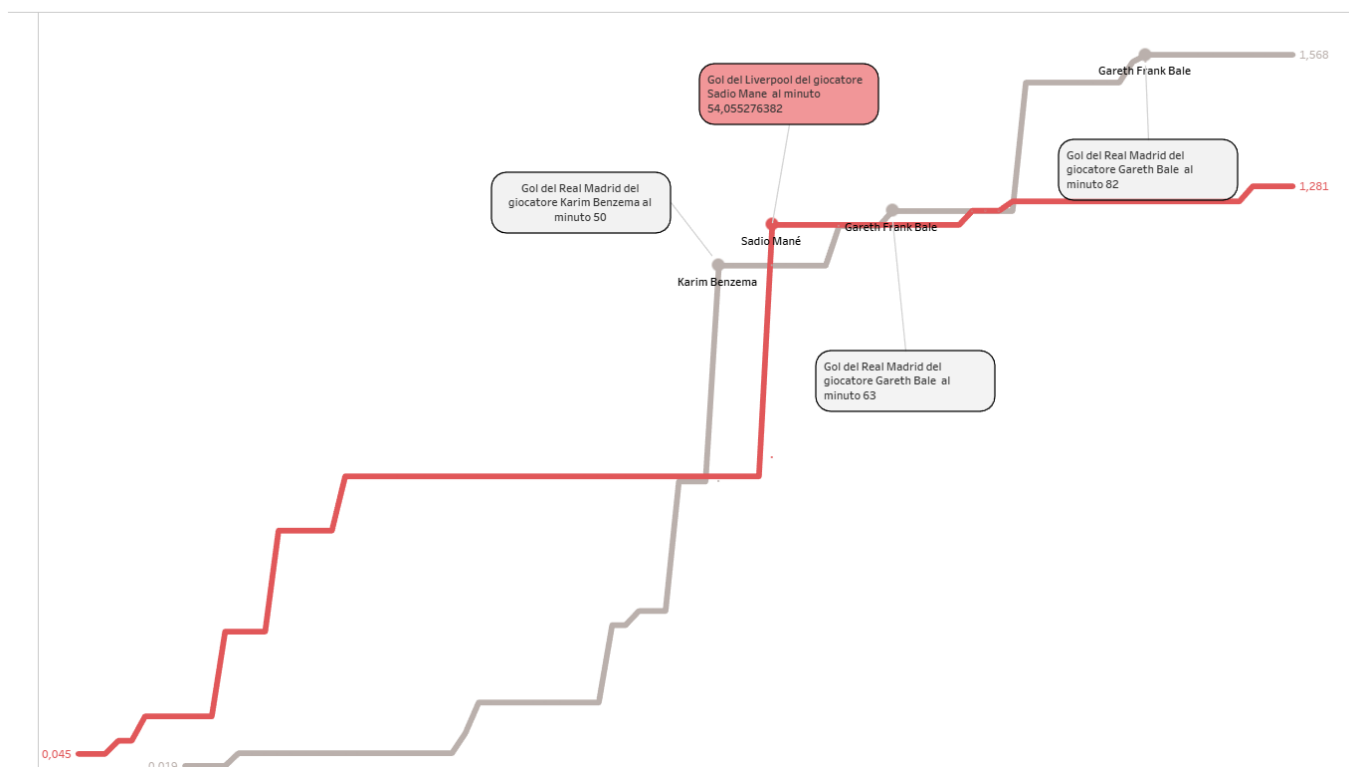 1,568
Gareth Frank Bale
Gol del Liverpool del giocatore
Sadio Mane al minuto
54,055276382
Gol del Real Madrid del
giocatore Gareth Bale al
minuto 82
Gol del Real Madrid del
giocatore Karim Benzema al
minuto 50
1,281
Gareth Frank Bale
Sadio Mané
Karim Benzema
Gol del Real Madrid del
giocatore Gareth Bale al
minuto 63
0,045
0,019